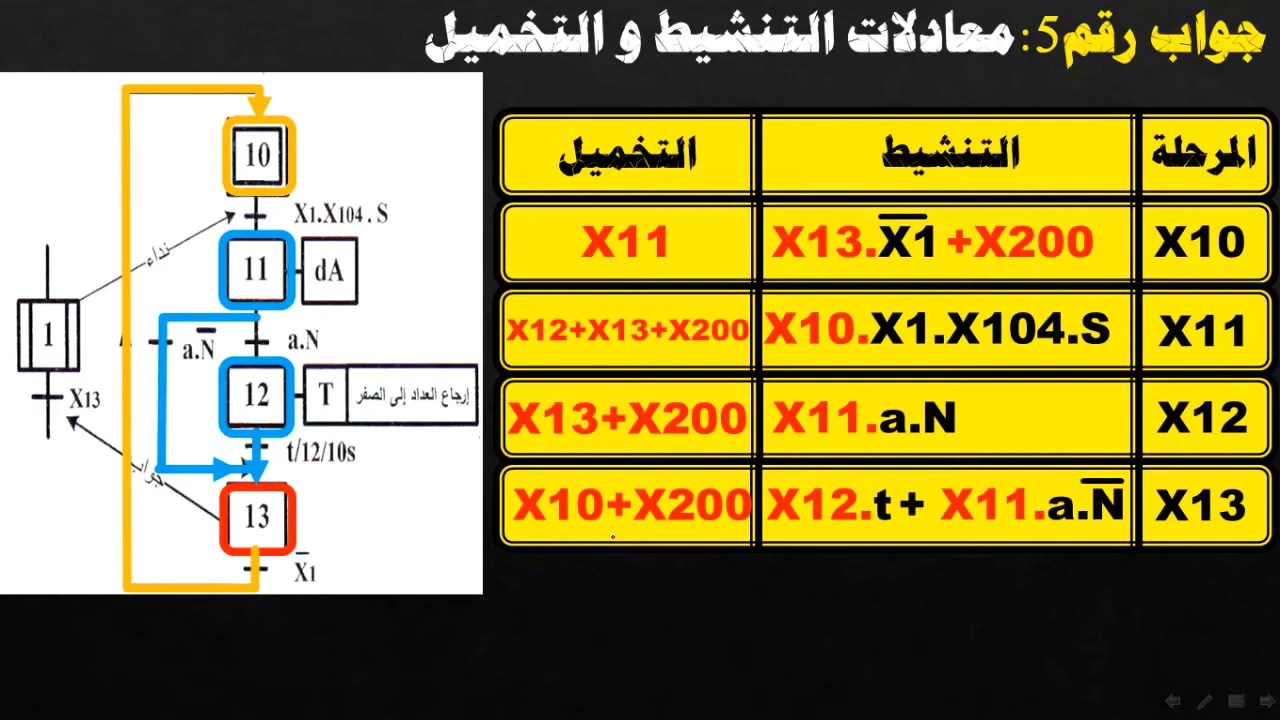 جواب رقم5: معادلات التنشيط و التخميل
المرحلة التنشيط التخميل
X10 X13.X̅1̅ +X200 X11
X11 X10.X1.X104.S X12+X13+X200
X12 X11.a.N X13+X200
X13 X12.t+ X11.a.N̅ X10+X200
10
X1.X104.S
نداء
11 dA
1
a.N̅ a.N
12 T إرجاع العداد إلى الصفر
X13
t/12/10s
جواب
13
X̅1